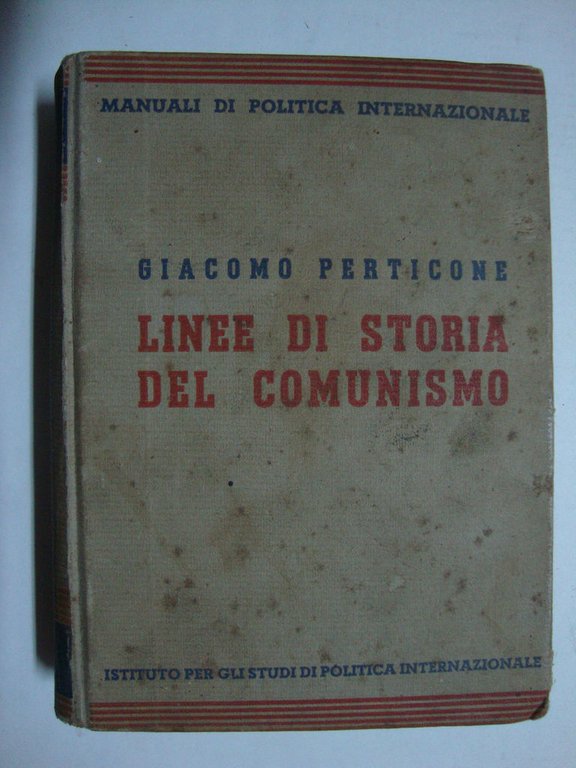 MANUALI DI POLITICA INTERNAZIONALE
GIACOMO PERTICONE
LINEE DI STORIA
DEL COMUNISMO
ISTITUTO PER GLI STUDI DI POLITICA INTERNAZIONALE